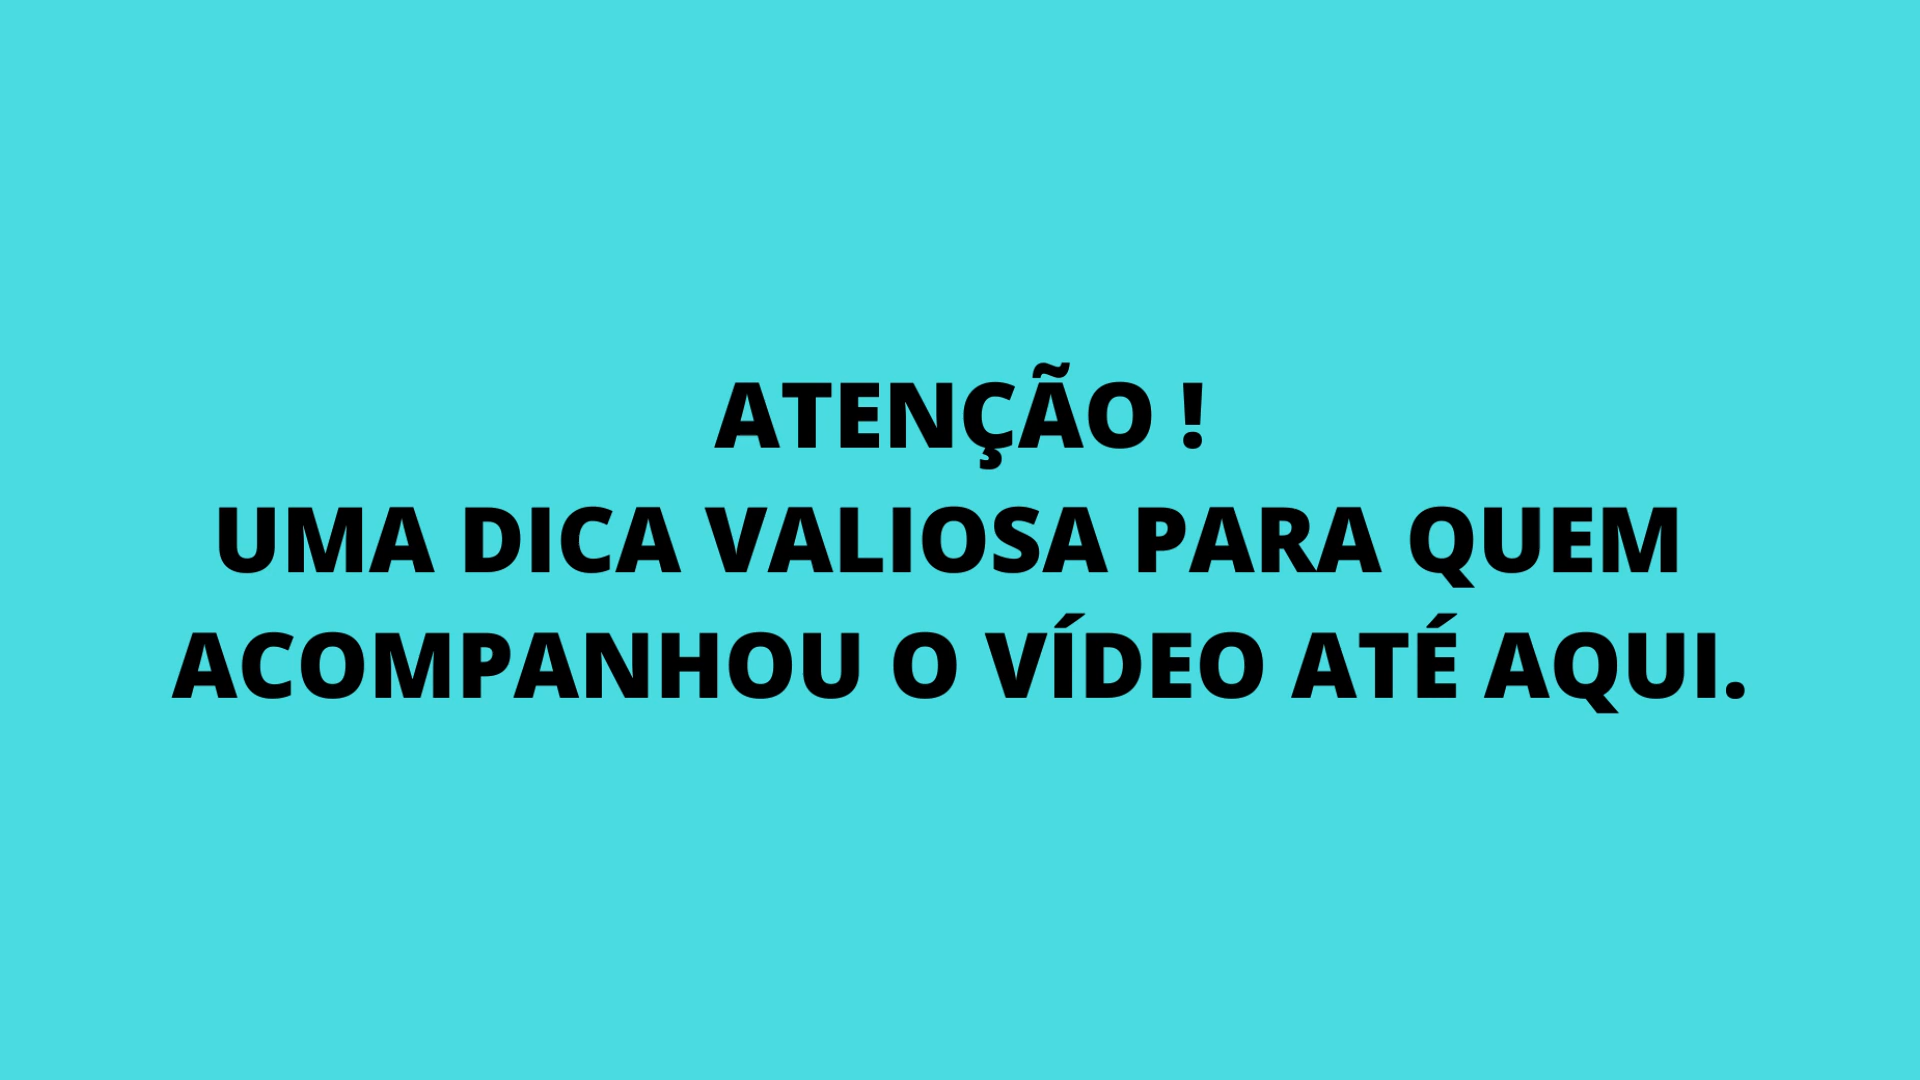 ATENÇÃO !
UMA DICA VALIOSA PARA QUEM
ACOMPANHOU O VÍDEO ATÉ AQUI.